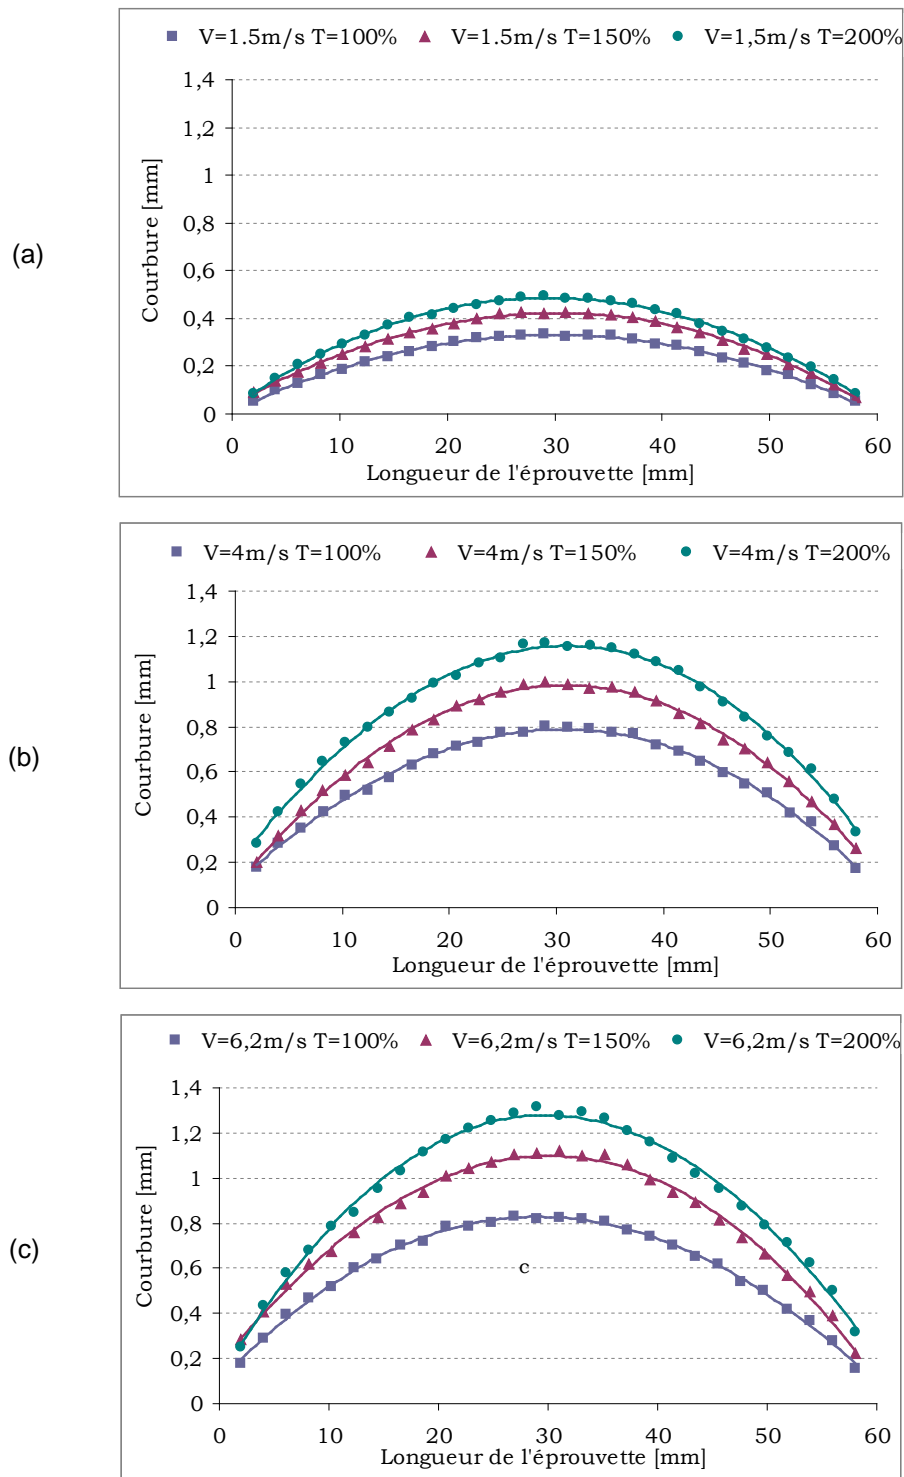 V=1.5m/s T=100% V=1.5m/s T=150% V=1,5m/s T=200%
1,4
1,2
1
0,8
0,6
0,4
0,2
0
Courbure [mm]
(a)
0 10 20 30 40 50 60
Longueur de l'éprouvette [mm]
V=4m/s T=100% V=4m/s T=150% V=4m/s T=200%
1,4
1,2
1
0,8
0,6
0,4
0,2
0
Courbure [mm]
(b)
0 10 20 30 40 50 60
Longueur de l'éprouvette [mm]
V=6,2m/s T=100% V=6,2m/s T=150% V=6,2m/s T=200%
1,4
1,2
1
0,8
0,6
0,4
0,2
0
Courbure [mm]
(c)
c
0 10 20 30 40 50 60
Longueur de l'éprouvette [mm]